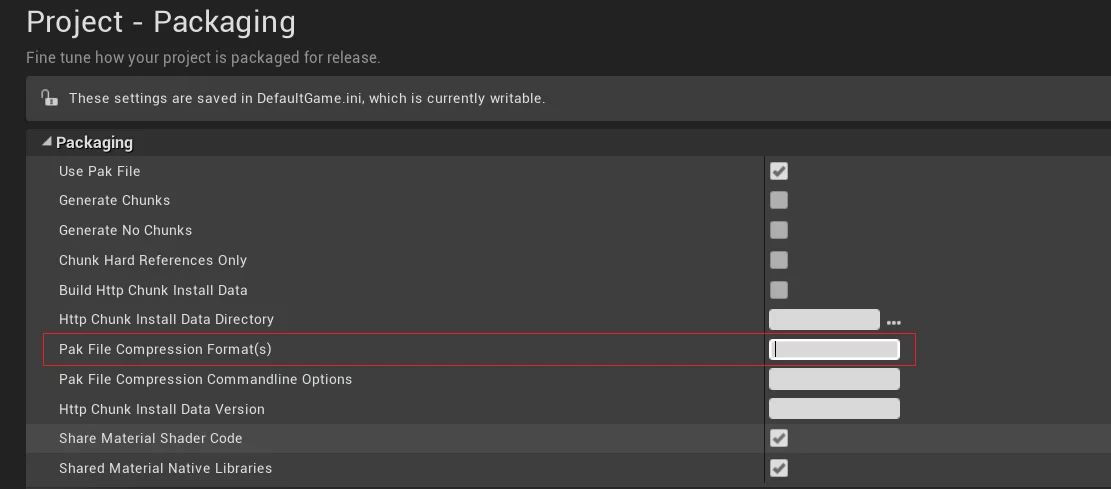 Project - Packaging
Fine tune how your project is packaged for release.
These settings are saved in DefaultGame.ini, which is currently writable.
Packaging
Use Pak File
Generate Chunks
Generate No Chunks
Chunk Hard References Only
Build Http Chunk Install Data
Http Chunk Install Data Directory
Pak File Compression Format(s)
Pak File Compression Commandline Options
Http Chunk Install Data Version
Share Material Shader Code
Shared Material Native Libraries